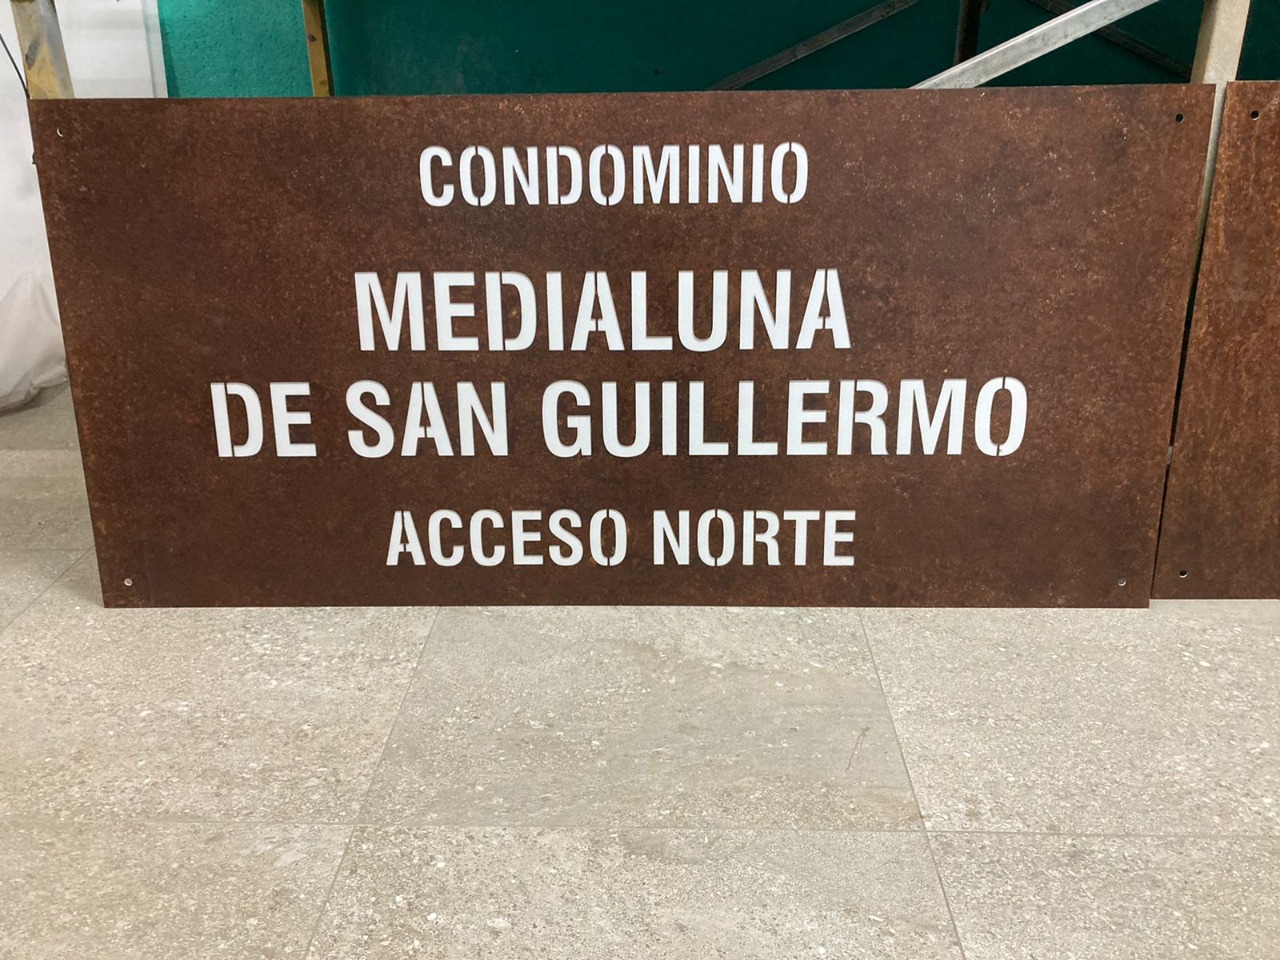 CONDOMINIO
MEDIALUNA
DE SAN GUILLERMO
ACCESO NORTE